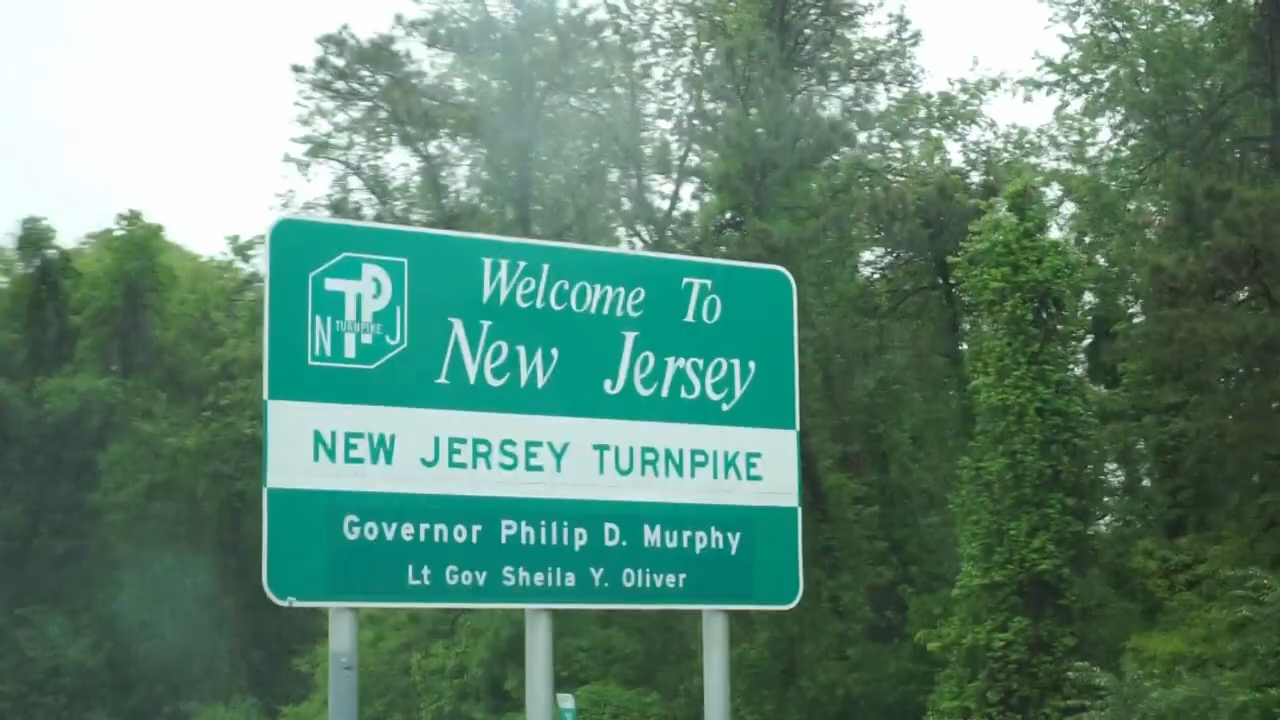 TP
N TURNPIKE J
Welcome To
New Jersey
NEW JERSEY TURNPIKE
Governor Philip D. Murphy
Lt Gov Sheila Y. Oliver